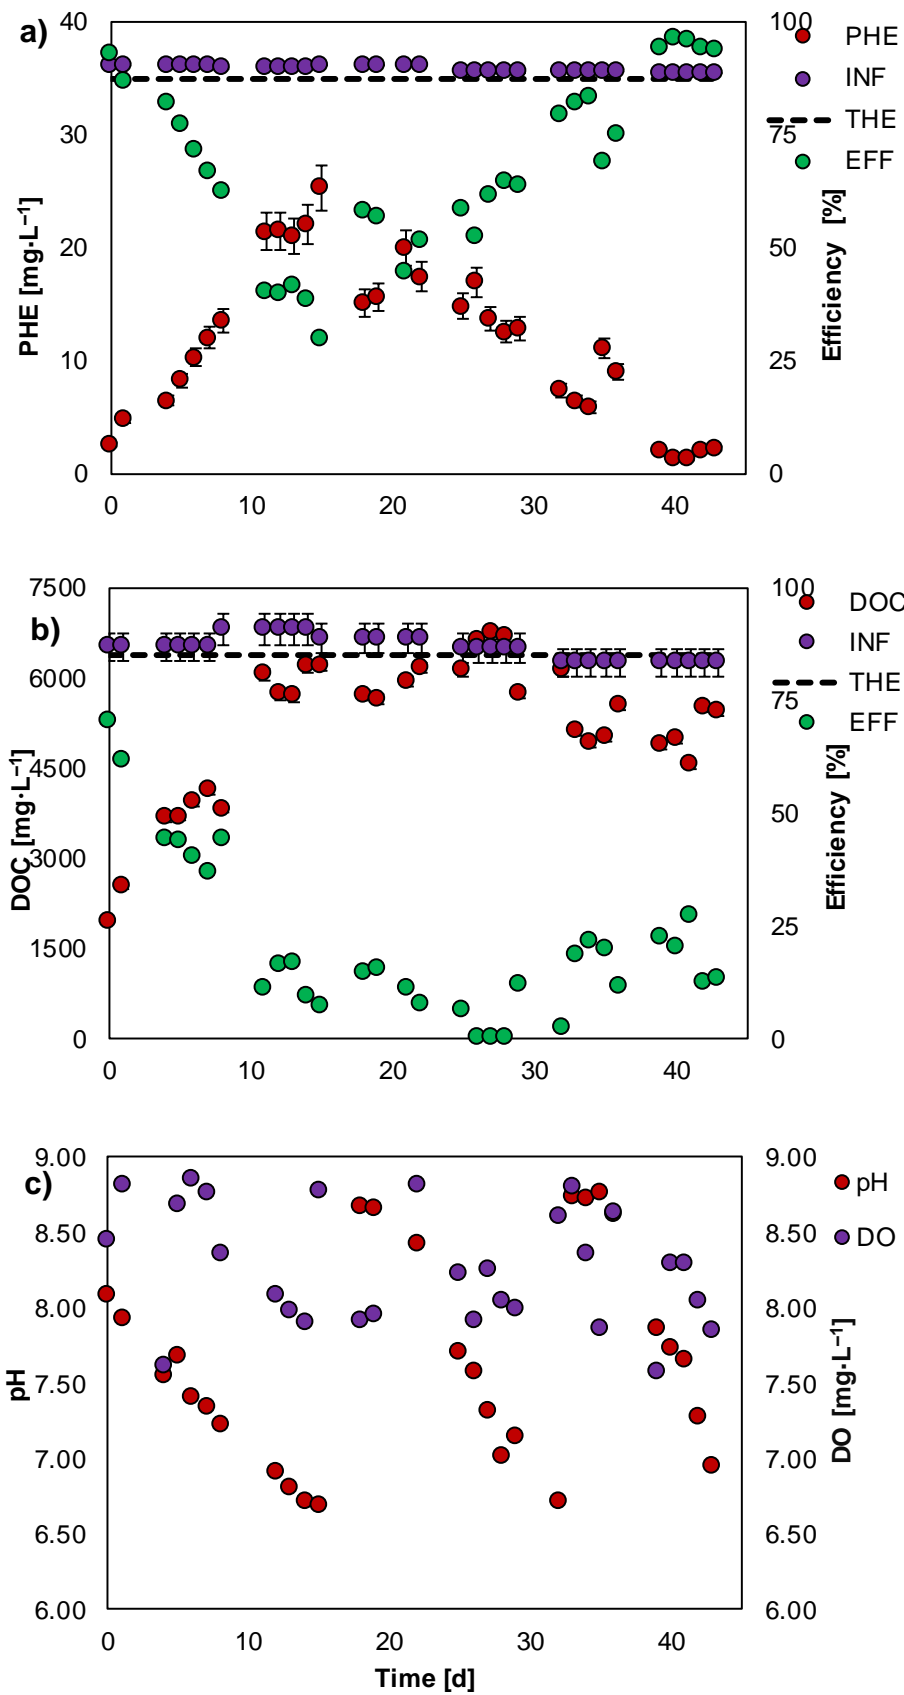 a)
40
30
20
10
0
PHE [mg·L⁻¹]
0 10 20 30 40
100
75
50
25
0
Efficiency [%]
PHE
INF
THE
EFF
b)
7500
6000
4500
3000
1500
0
DOC [mg·L⁻¹]
0 10 20 30 40
100
75
50
25
0
Efficiency [%]
DOC
INF
THE
EFF
c)
9.00
8.50
8.00
7.50
7.00
6.50
6.00
pH
0 10 20 30 40
Time [d]
9.00
8.50
8.00
7.50
7.00
6.50
6.00
DO [mg·L⁻¹]
pH
DO